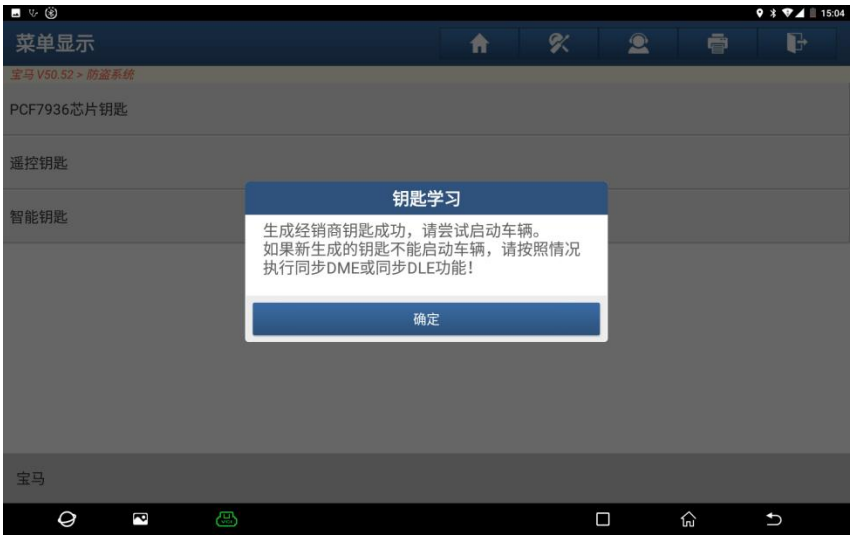 15:04
菜单显示
宝马 V50.52 > 防盗系统
PCF7936芯片钥匙
遥控钥匙
智能钥匙
钥匙学习
生成经销商钥匙成功，请尝试启动车辆。
如果新生成的钥匙不能启动车辆，请按照情况
执行同步DME或同步DLE功能！
确定
宝马
VCI